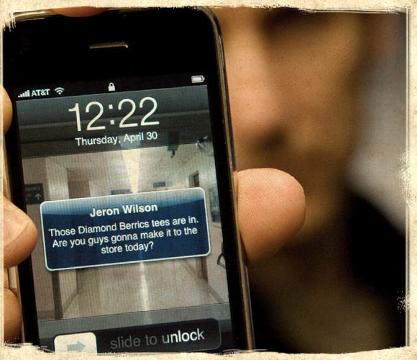 AT&T
12:22
Thursday, April 30
Jeron Wilson
Those Diamond Berrics tees are in.
Are you guys gonna make it to the
store today?
slide to unlock